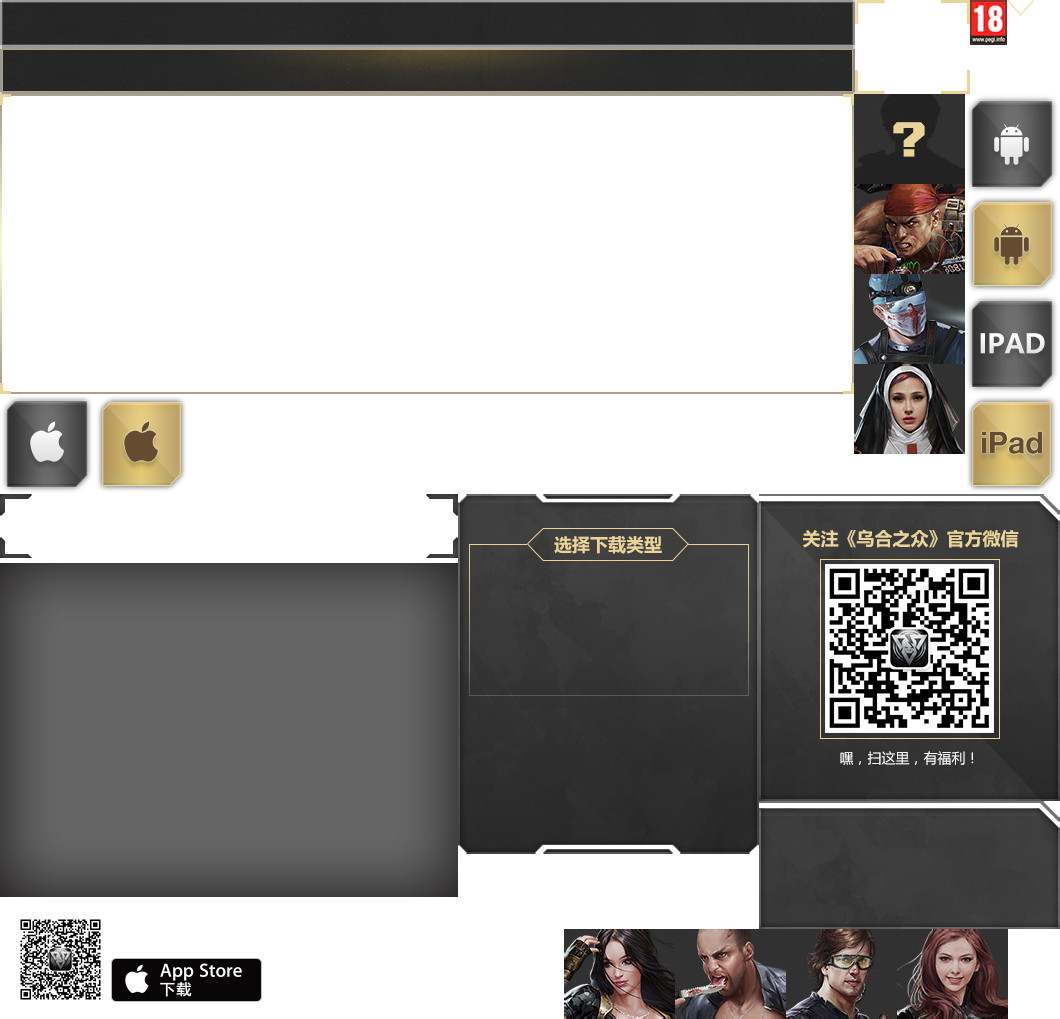 18
www.pegi.info
?
IPAD
iPad
选择下载类型
关注《乌合之众》官方微信
嘿，扫这里，有福利！
App Store
下载